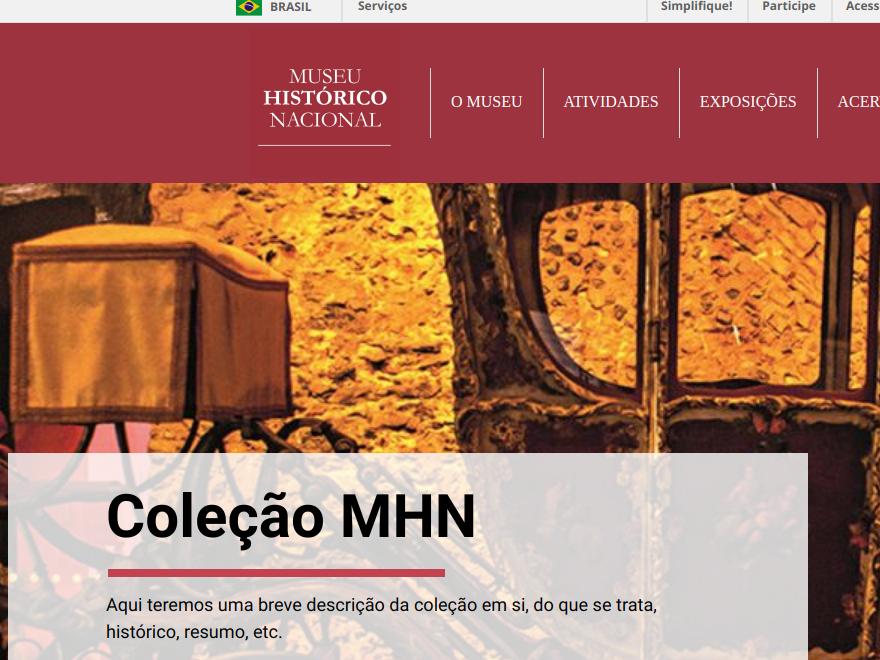 BRASIL
Serviços
Simplifique!
Participe
Acess
MUSEU
HISTÓRICO
NACIONAL
O MUSEU
ATIVIDADES
EXPOSIÇÕES
ACER
Coleção MHN
Aqui teremos uma breve descrição da coleção em si, do que se trata,
histórico, resumo, etc.